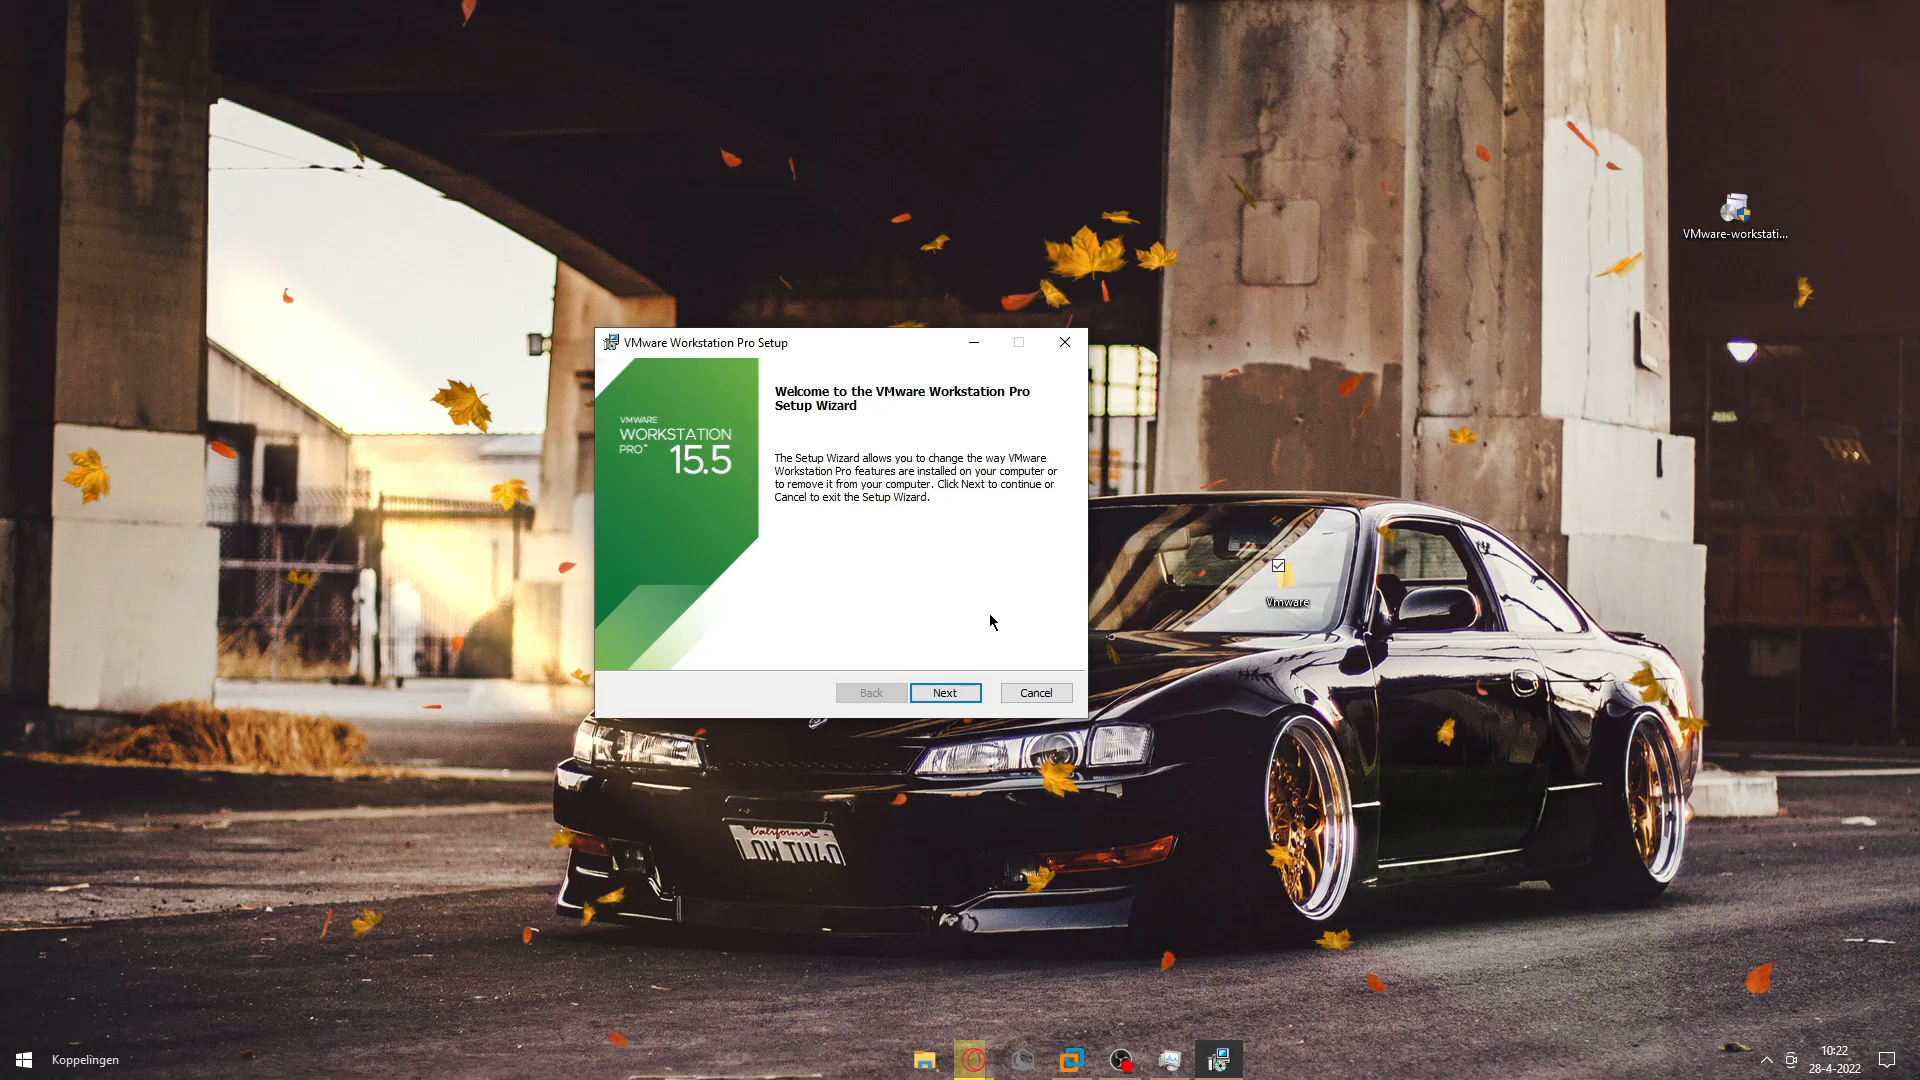 VMware-workstati...
VMware Workstation Pro Setup
VMWARE
WORKSTATION
PRO™
15.5
Welcome to the VMware Workstation Pro
Setup Wizard
The Setup Wizard allows you to change the way VMware
Workstation Pro features are installed on your computer or
to remove it from your computer. Click Next to continue or
Cancel to exit the Setup Wizard.
Back
Next
Cancel
Vmware
California
Koppelingen
10:22
28-4-2022